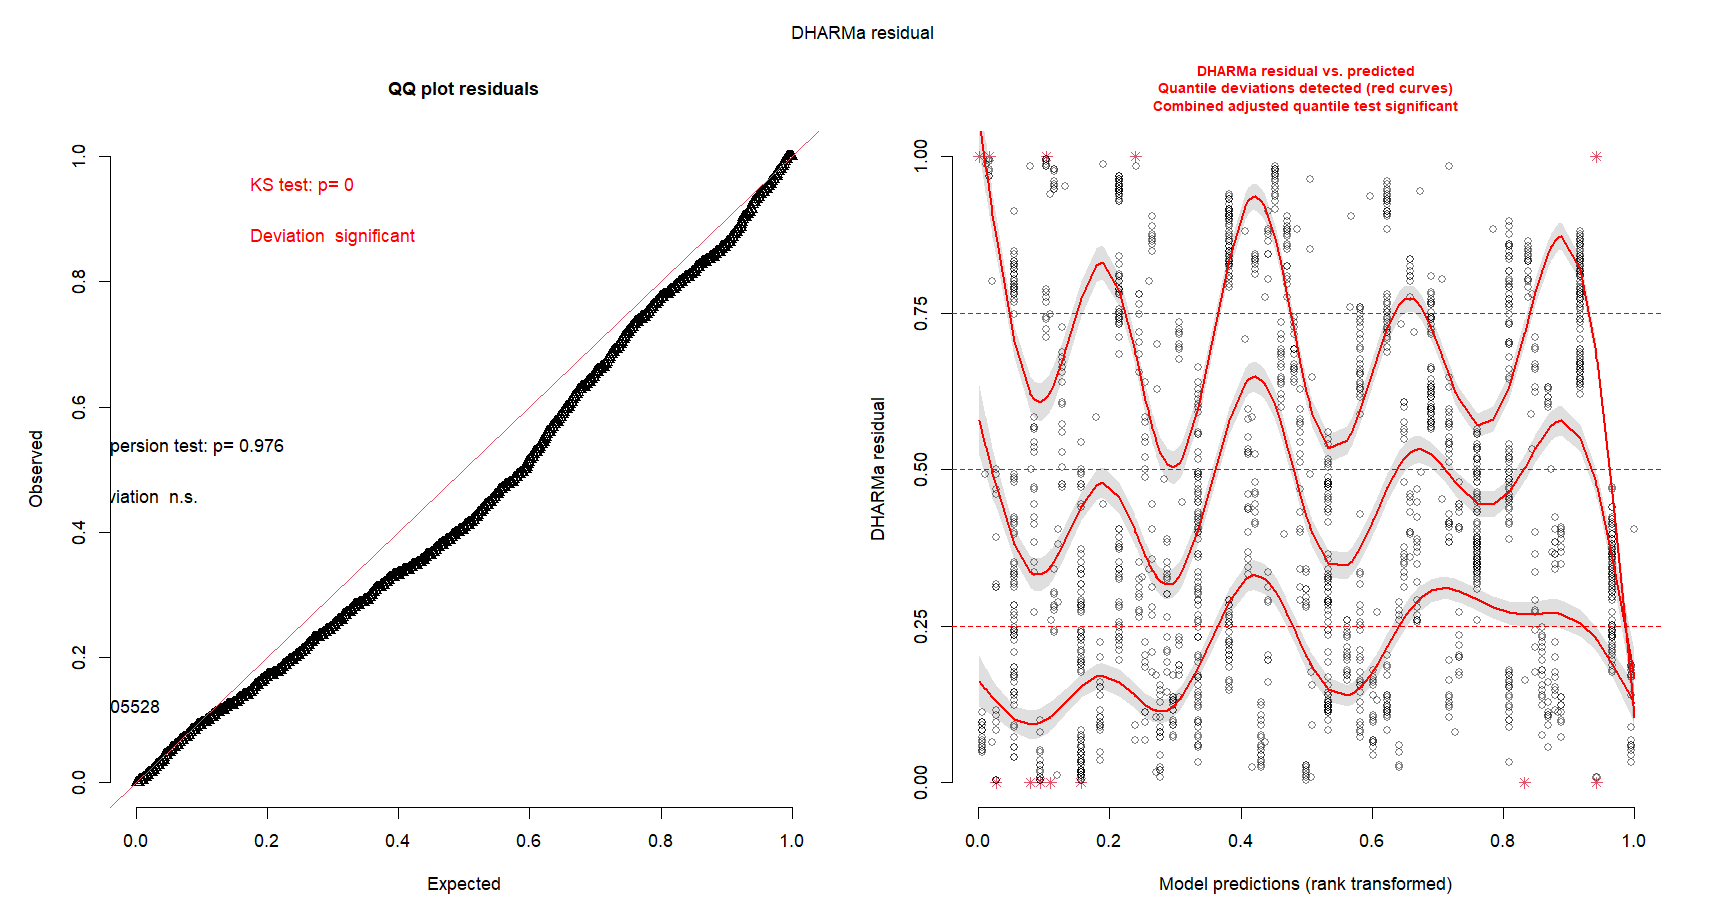 DHARMa residual
QQ plot residuals
KS test: p= 0
Deviation  significant
persion test: p= 0.976
viation  n.s.
05528
Observed
0.0 0.2 0.4 0.6 0.8 1.0
0.0 0.2 0.4 0.6 0.8 1.0
Expected
DHARMa residual vs. predicted
Quantile deviations detected (red curves)
Combined adjusted quantile test significant
DHARMa residual
0.00 0.25 0.50 0.75 1.00
0.0 0.2 0.4 0.6 0.8 1.0
Model predictions (rank transformed)